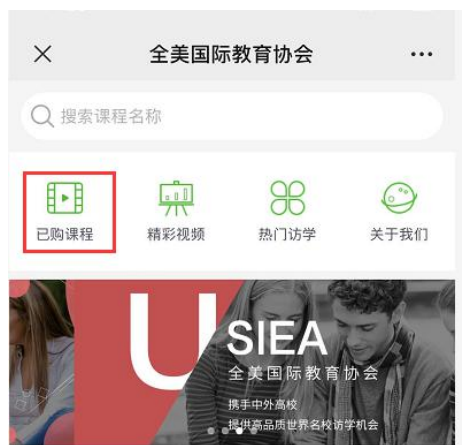 全美国际教育协会
搜索课程名称
已购课程 精彩视频 热门访学 关于我们
USIEA
全美国际教育协会
携手中外高校
提供高品质世界名校访学机会